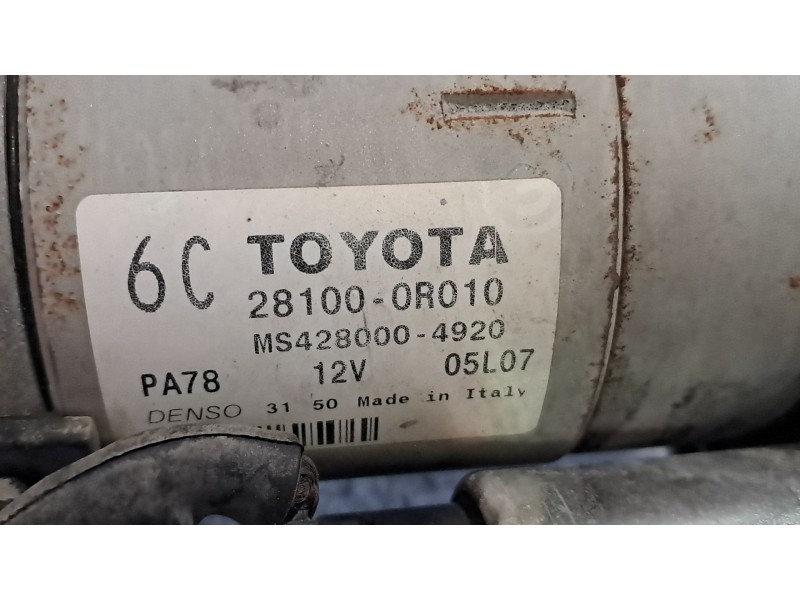 6C TOYOTA
28100-0R010
MS428000-4920
PA78 12V 05L07
DENSO 31 50 Made in Italy